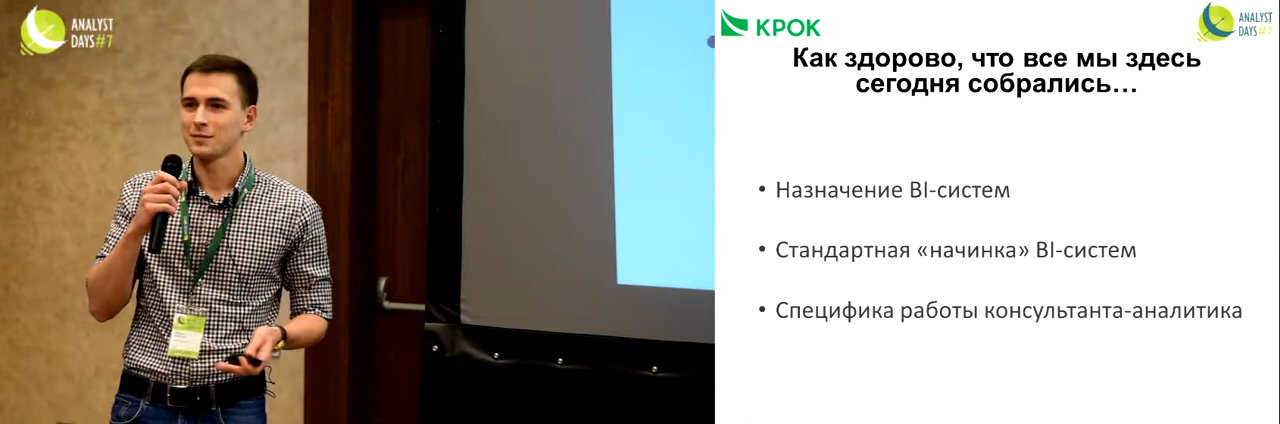 ANALYST
DAYS#7
КРОК
ANALYST
DAYS#7
Как здорово, что все мы здесь
сегодня собрались…
• Назначение BI-систем
• Стандартная «начинка» BI-систем
• Специфика работы консультанта-аналитика